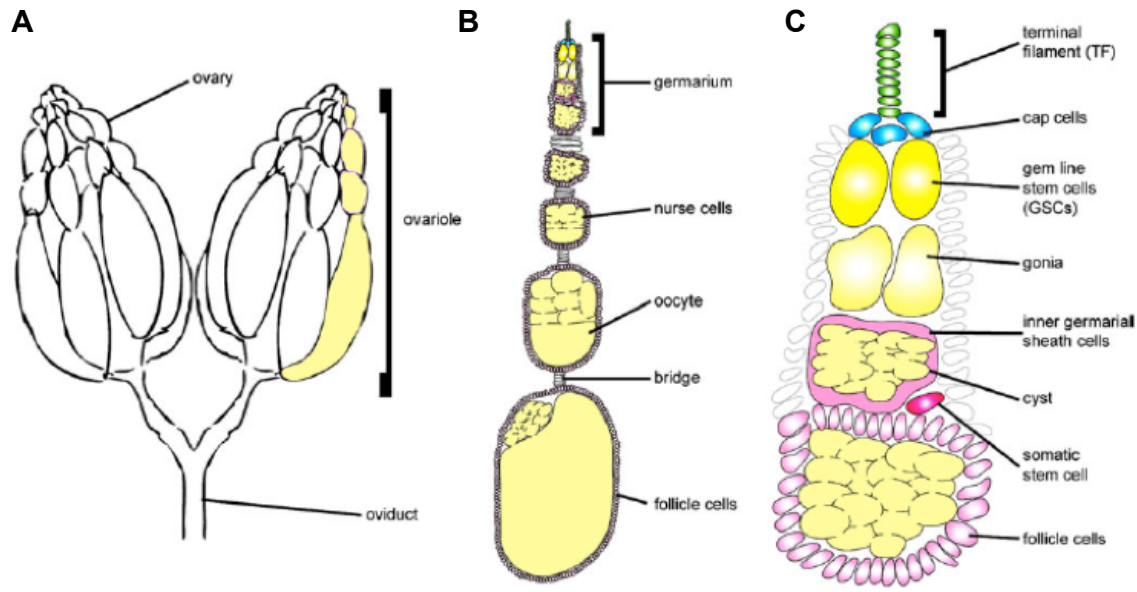 A
ovary
ovariole
oviduct
B
germarium
nurse cells
oocyte
bridge
follicle cells
C
terminal
filament (TF)
cap cells
gem line
stem cells
(GSCs)
gonia
inner germarial
sheath cells
cyst
somatic
stem cell
follicle cells